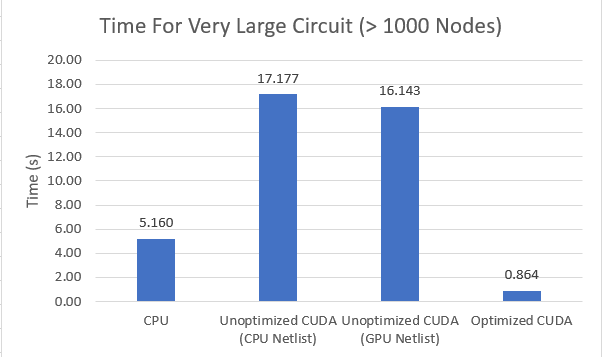 Time For Very Large Circuit (> 1000 Nodes)
Time (s)
20.00
18.00
16.00
14.00
12.00
10.00
8.00
6.00
4.00
2.00
0.00
5.160
17.177
16.143
0.864
CPU
Unoptimized CUDA
(CPU Netlist)
Unoptimized CUDA
(GPU Netlist)
Optimized CUDA